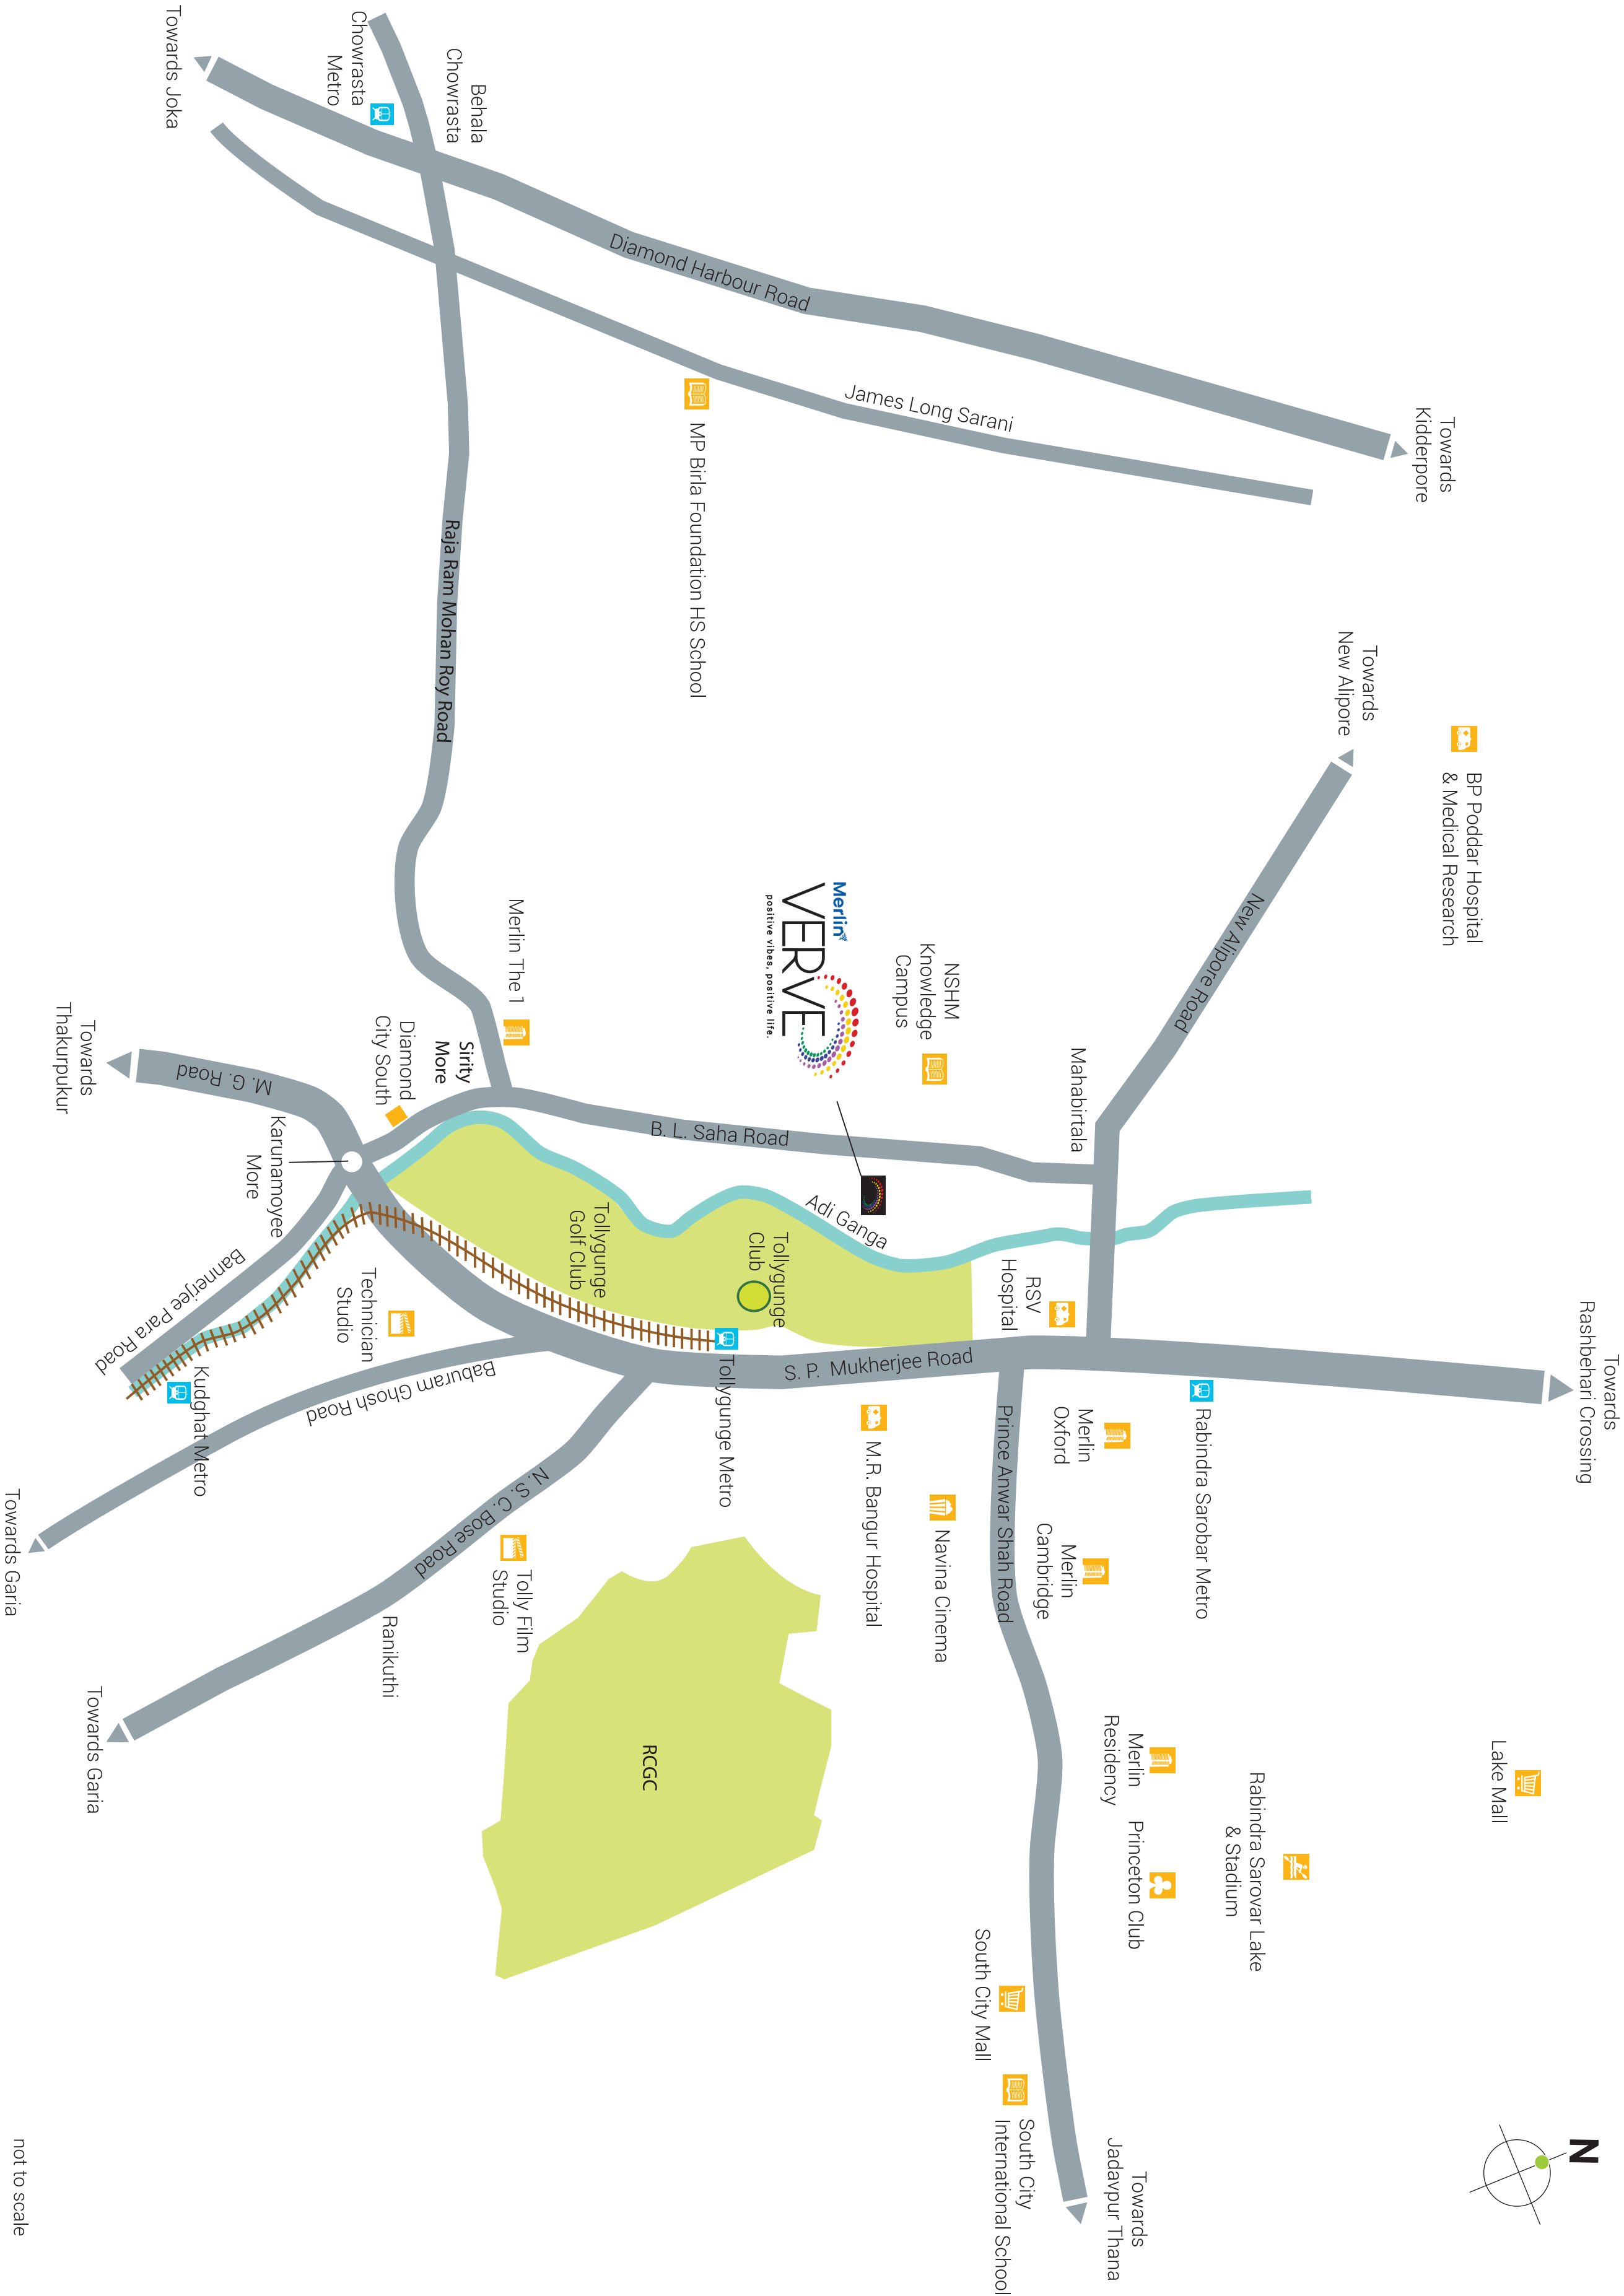 Towards
Rashbehari Crossing
N
Lake Mall
BP Poddar Hospital
& Medical Research
Towards
Kidderpore
Towards
New Alipore
Rabindra Sarovar Lake
& Stadium
New Alipore Road
Rabindra Sarobar Metro
Merlin
Residency
Princeton Club
Towards
Jadavpur Thana
Mahabirtala
Merlin
Oxford
Merlin
Cambridge
RSV
Hospital
Prince Anwar Shah Road
South City
International School
South City Mall
James Long Sarani
NSHM
Knowledge
Campus
Navina Cinema
S. P. Mukherjee Road
M.R. Bangur Hospital
Adi Ganga
Merlin
VERVE
positive vibes, positive life.
Tollygunge
Club
Diamond Harbour Road
B. L. Saha Road
Tollygunge Metro
MP Birla Foundation HS School
RCGC
Tollygunge
Golf Club
Merlin The 1
Tolly Film
Studio
Behala
Chowrasta
Raja Ram Mohan Roy Road
Sirity
More
N. S. C. Bose Road
Diamond
City South
Ranikuthi
Baburam Ghosh Road
Technician
Studio
Chowrasta
Metro
Karunamoyee
More
M. G. Road
Bannerjee Para Road
Kudghat Metro
Towards Joka
Towards
Thakurpukur
Towards Garia
Towards Garia
not to scale